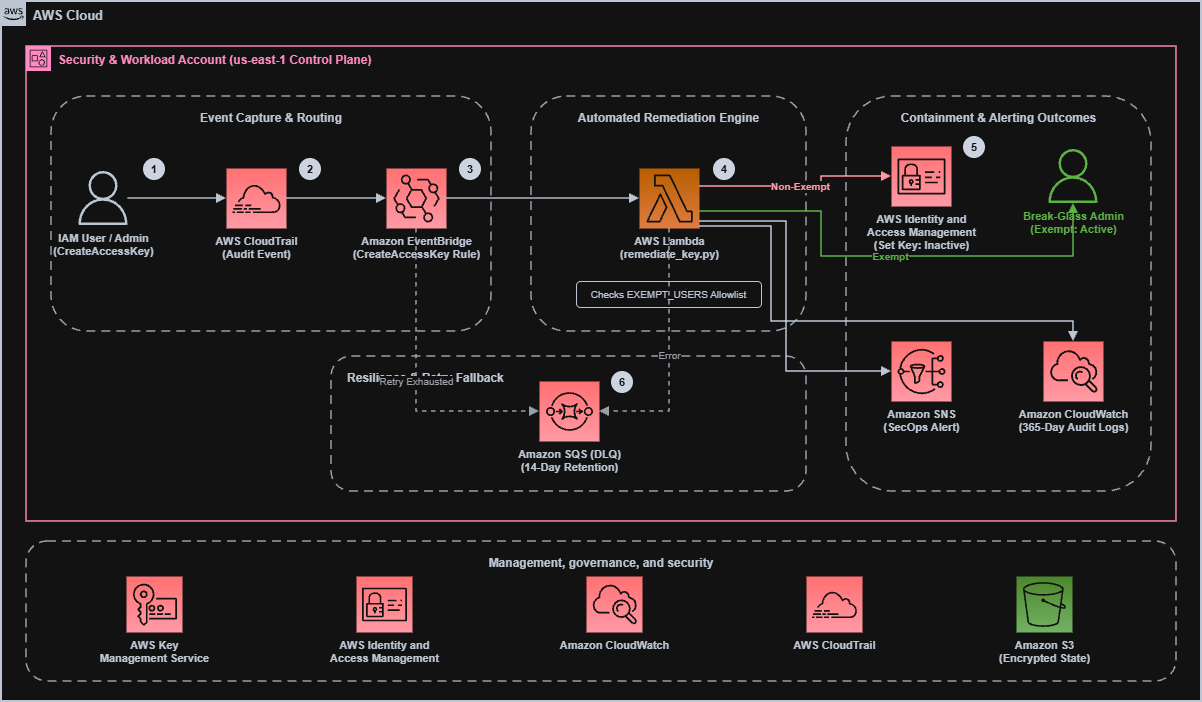 aws
AWS Cloud
Security & Workload Account (us-east-1 Control Plane)
Event Capture & Routing
Automated Remediation Engine
Containment & Alerting Outcomes
1
2
3
4
5
Non-Exempt
IAM User / Admin
(CreateAccessKey)
AWS CloudTrail
(Audit Event)
Amazon EventBridge
(CreateAccessKey Rule)
AWS Lambda
(remediate_key.py)
AWS Identity and
Access Management
(Set Key: Inactive)
Break-Glass Admin
(Exempt: Active)
Exempt
Checks EXEMPT_USERS Allowlist
Error
Resilience & Retry Fallback
Retry Exhausted
6
Amazon SQS (DLQ)
(14-Day Retention)
Amazon SNS
(SecOps Alert)
Amazon CloudWatch
(365-Day Audit Logs)
Management, governance, and security
AWS Key
Management Service
AWS Identity and
Access Management
Amazon CloudWatch
AWS CloudTrail
Amazon S3
(Encrypted State)